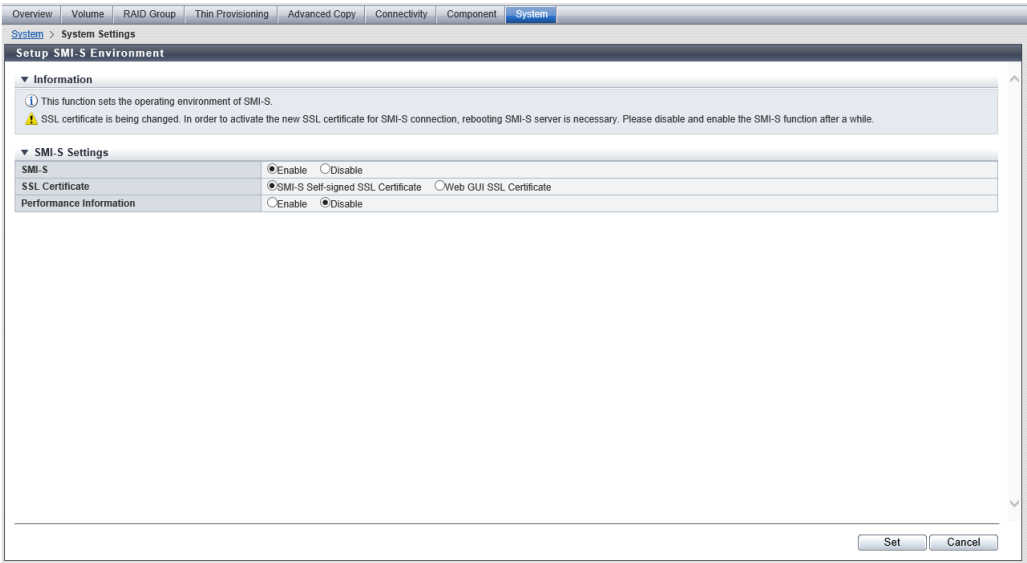 Overview Volume RAID Group Thin Provisioning Advanced Copy Connectivity Component System
System > System Settings
Setup SMI-S Environment
Information
This function sets the operating environment of SMI-S.
SSL certificate is being changed. In order to activate the new SSL certificate for SMI-S connection, rebooting SMI-S server is necessary. Please disable and enable the SMI-S function after a while.
SMI-S Settings
SMI-S Enable Disable
SSL Certificate SMI-S Self-signed SSL Certificate Web GUI SSL Certificate
Performance Information Enable Disable
Set Cancel